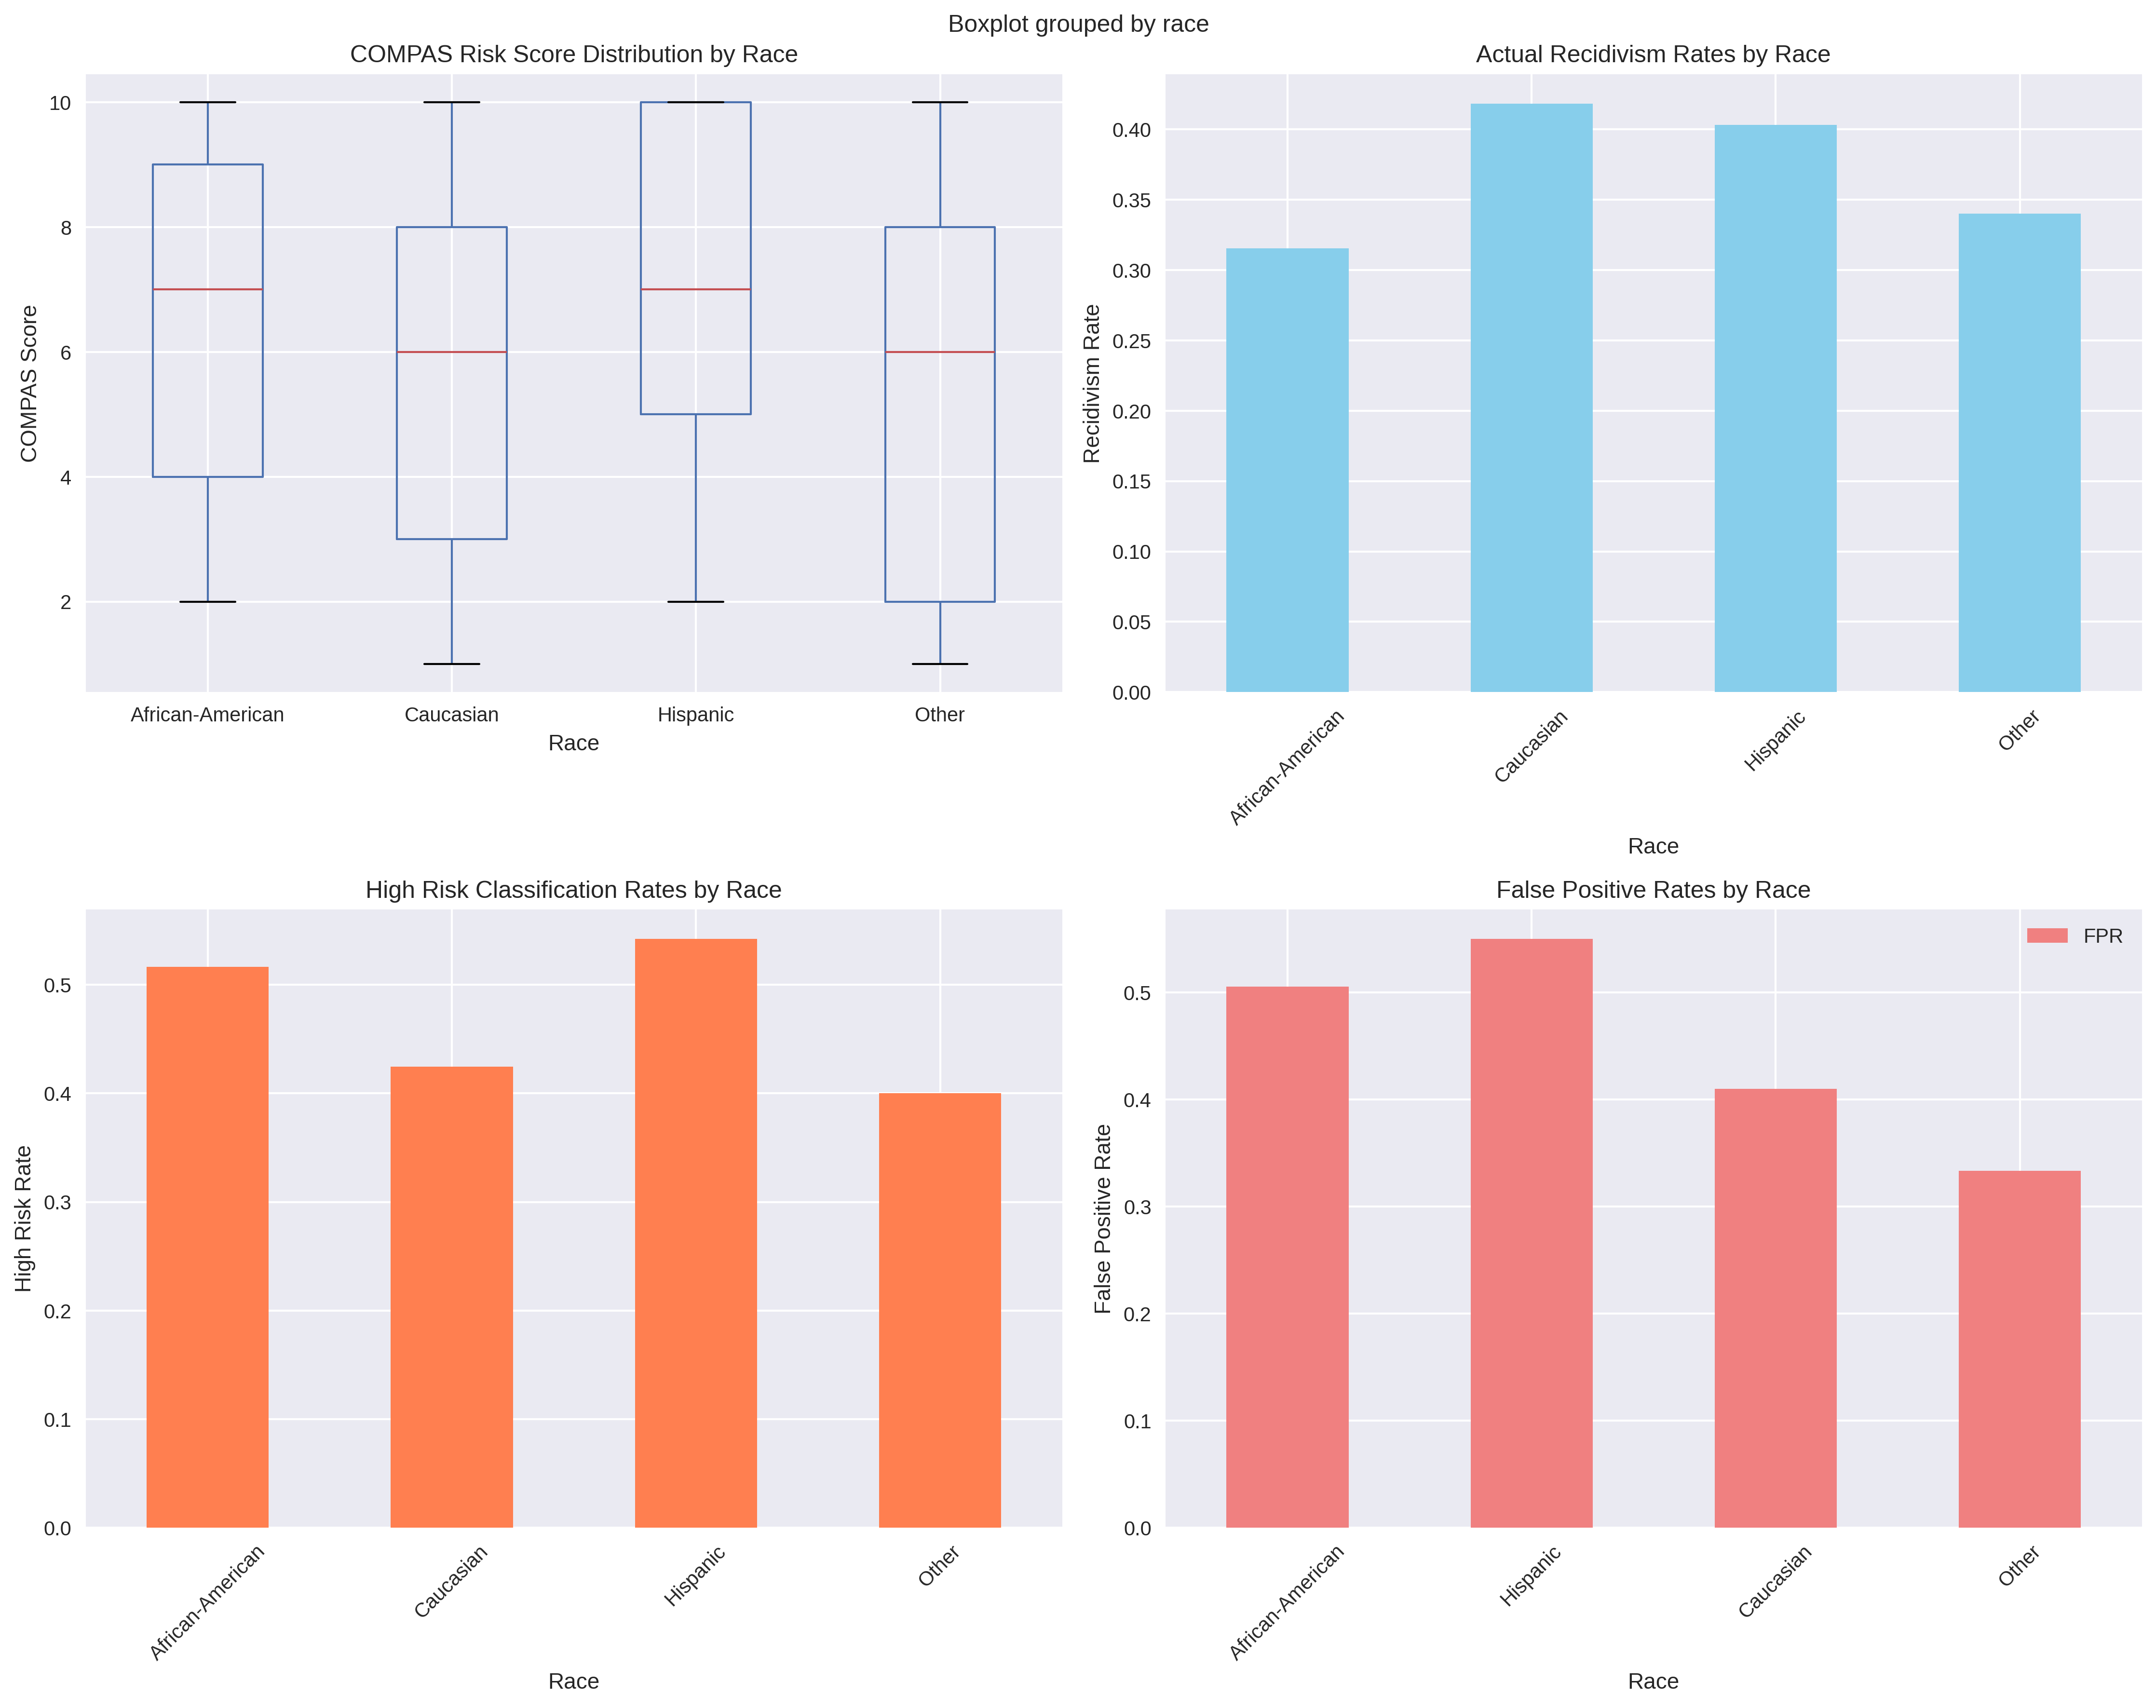 Boxplot grouped by race
COMPAS Risk Score Distribution by Race
10
8
6
4
2
COMPAS Score
African-American
Caucasian
Hispanic
Other
Race
Actual Recidivism Rates by Race
0.40
0.35
0.30
0.25
0.20
0.15
0.10
0.05
0.00
Recidivism Rate
African-American
Caucasian
Hispanic
Other
Race
High Risk Classification Rates by Race
0.5
0.4
0.3
0.2
0.1
0.0
High Risk Rate
African-American
Caucasian
Hispanic
Other
Race
False Positive Rates by Race
FPR
0.5
0.4
0.3
0.2
0.1
0.0
False Positive Rate
African-American
Hispanic
Caucasian
Other
Race